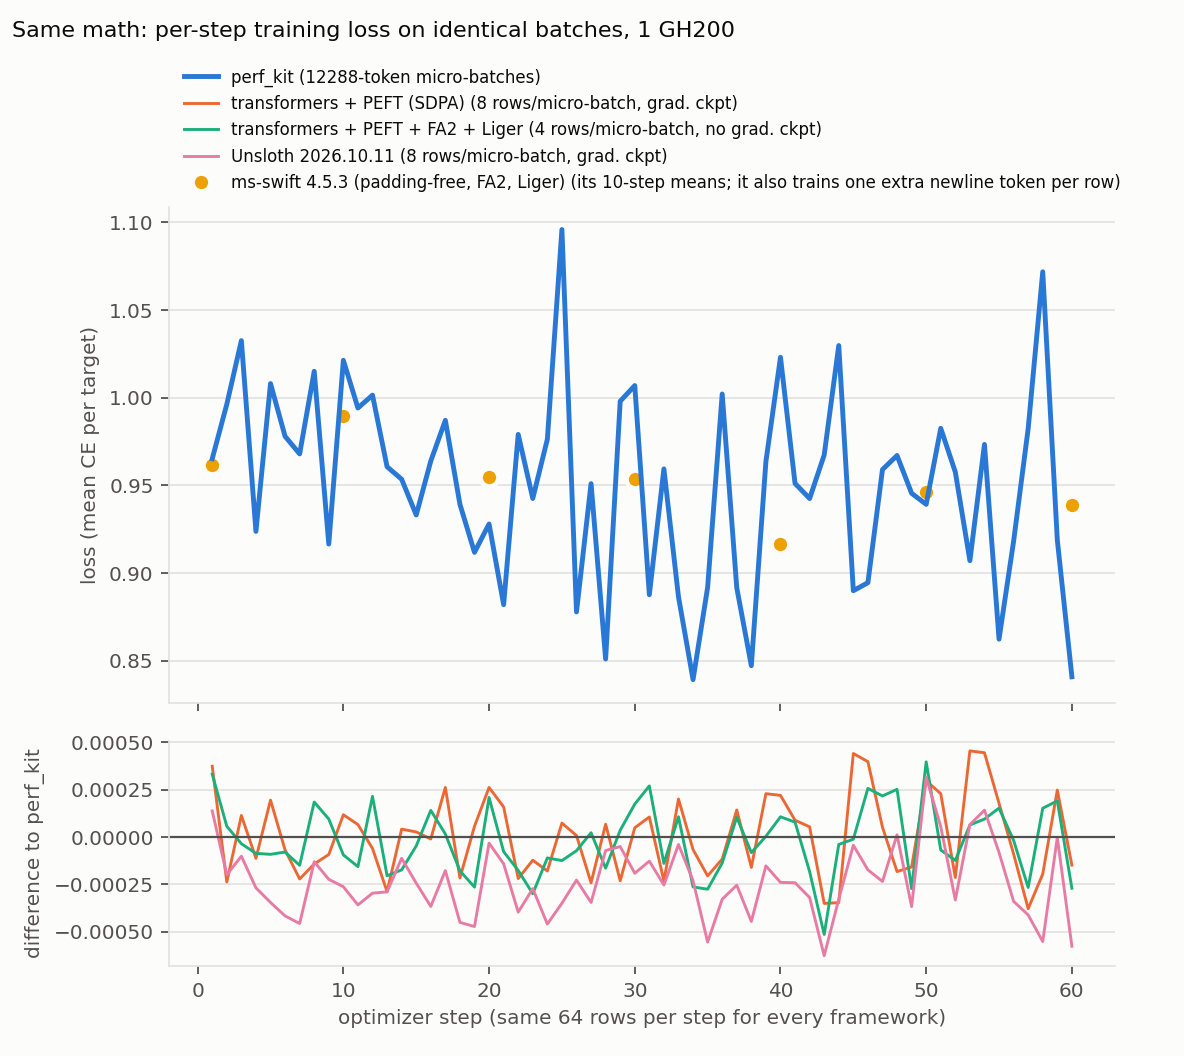 Same math: per-step training loss on identical batches, 1 GH200
perf_kit (12288-token micro-batches)
transformers + PEFT (SDPA) (8 rows/micro-batch, grad. ckpt)
transformers + PEFT + FA2 + Liger (4 rows/micro-batch, no grad. ckpt)
Unsloth 2026.10.11 (8 rows/micro-batch, grad. ckpt)
ms-swift 4.5.3 (padding-free, FA2, Liger) (its 10-step means; it also trains one extra newline token per row)
loss (mean CE per target)
1.10
1.05
1.00
0.95
0.90
0.85
difference to perf_kit
0.00050
0.00025
0.00000
−0.00025
−0.00050
0 10 20 30 40 50 60
optimizer step (same 64 rows per step for every framework)